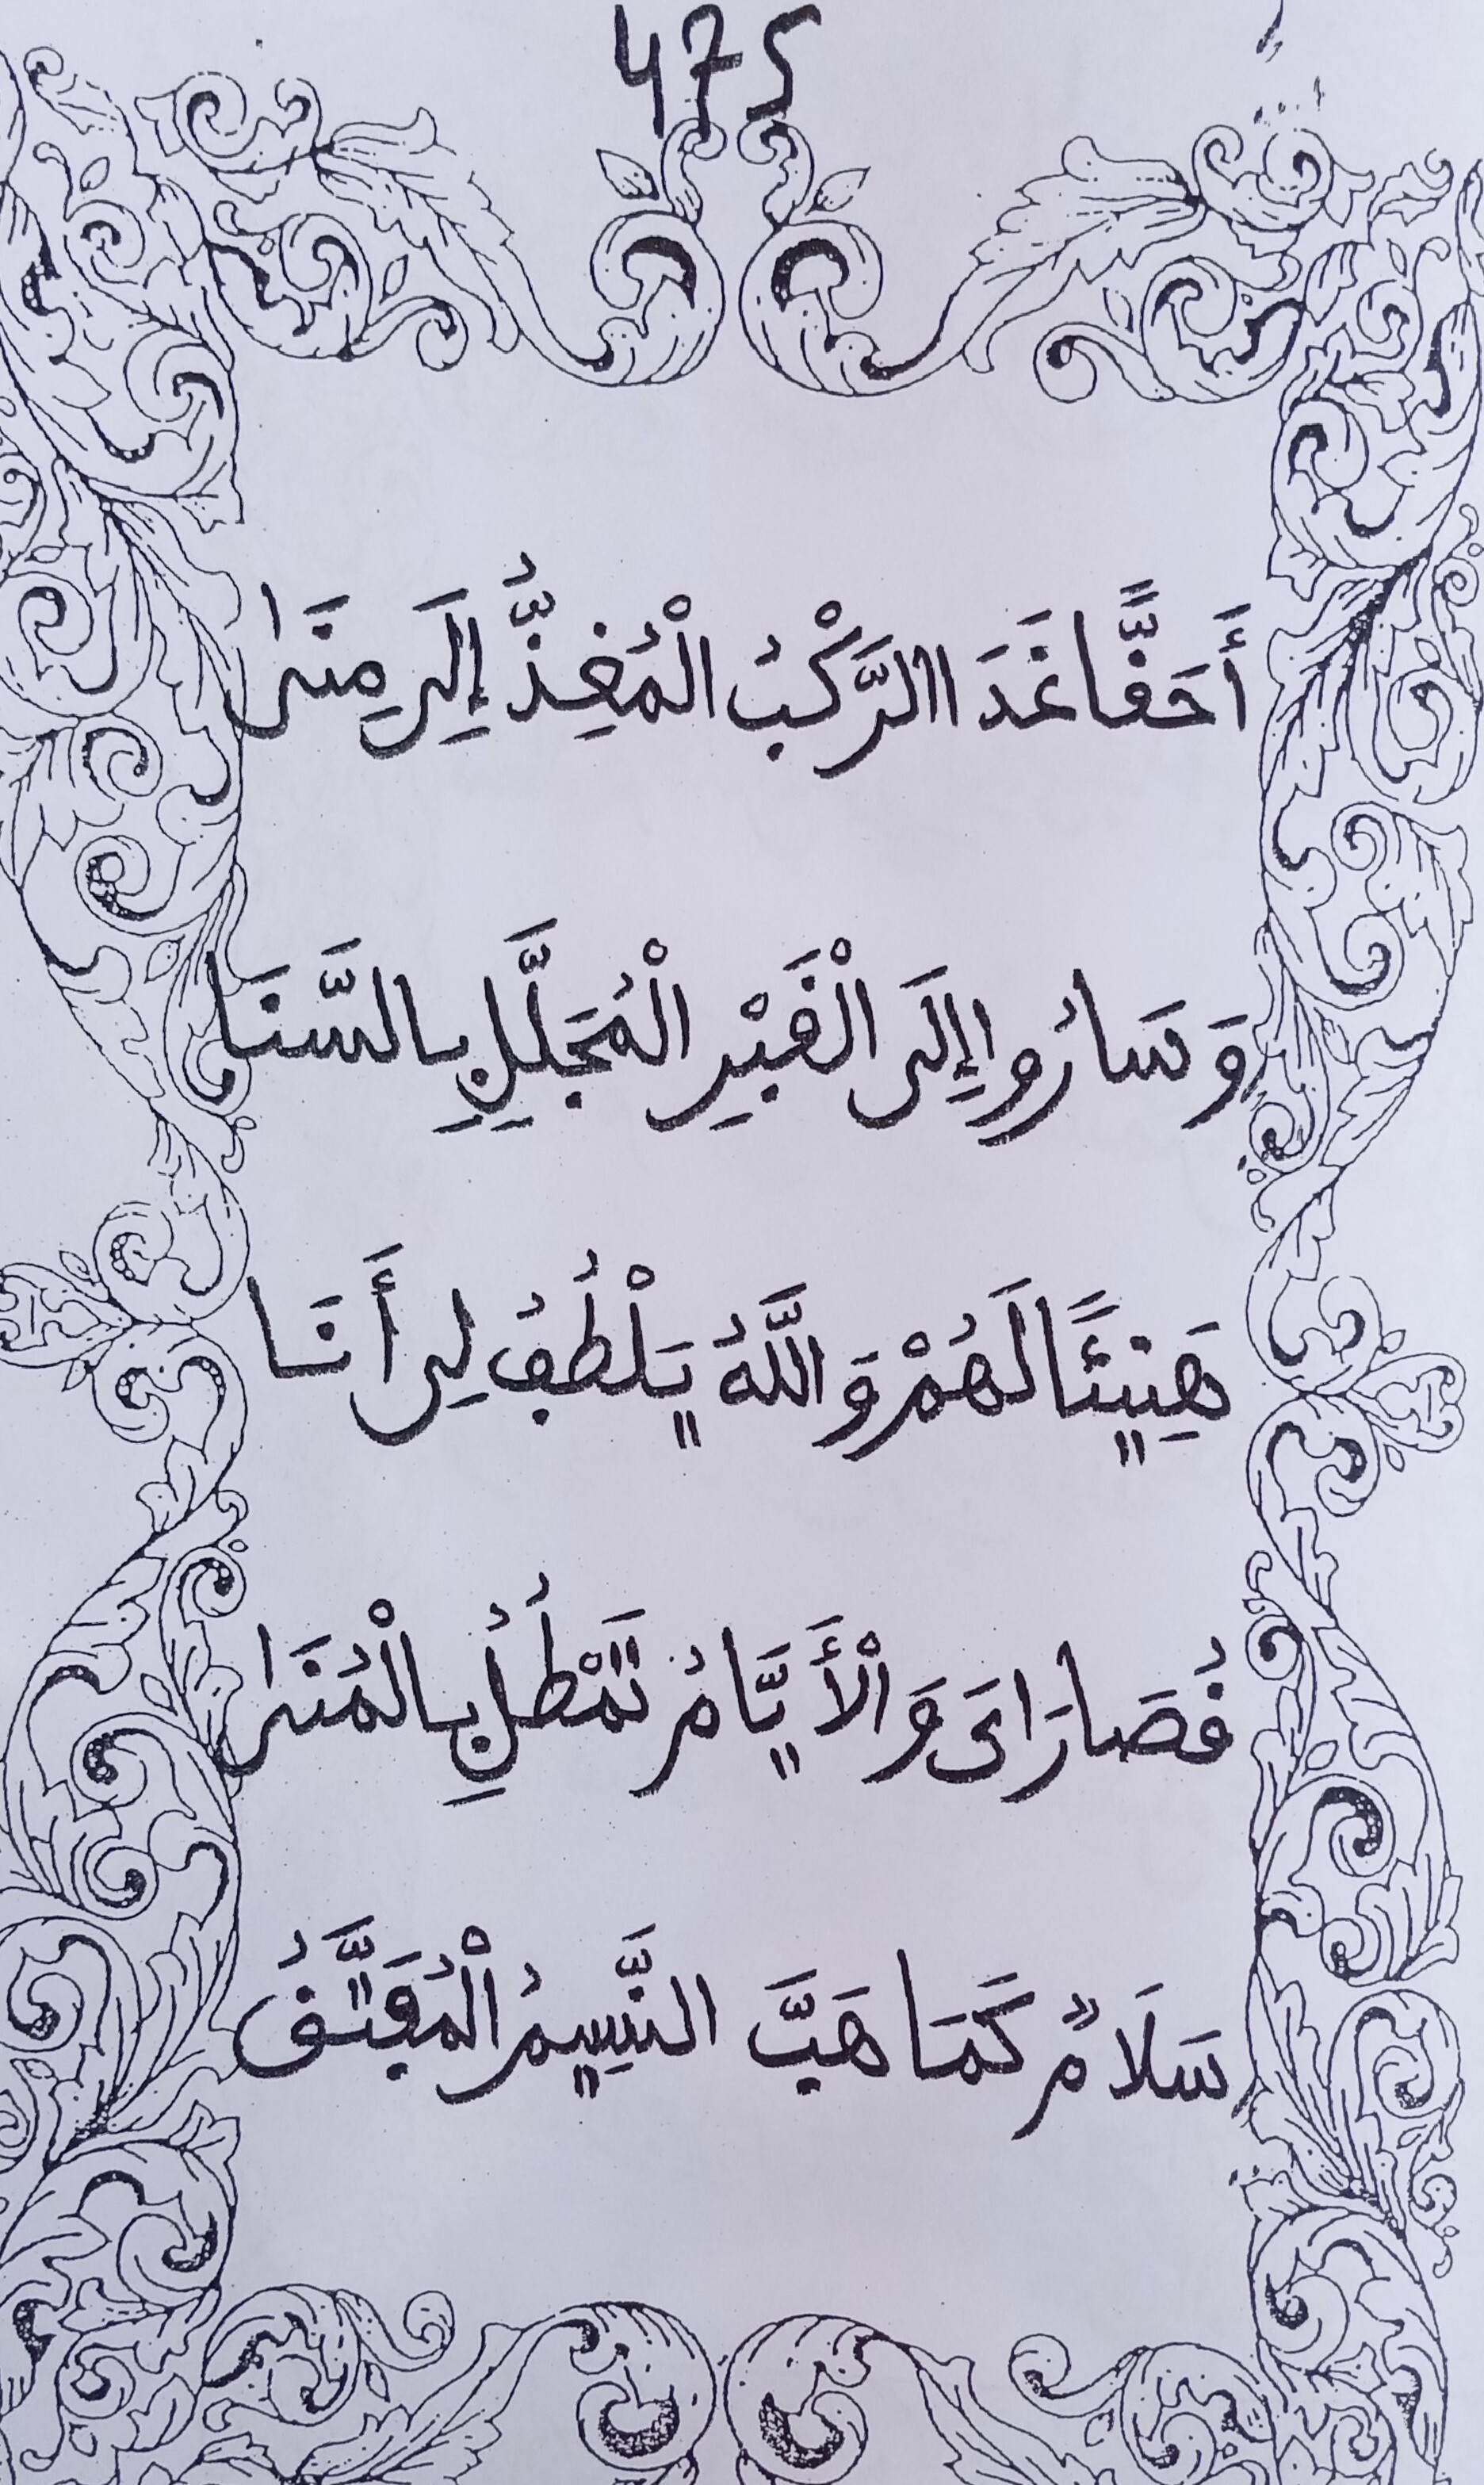 475
أَحَقًّا غَدَا الرَّكْبُ الْمُغِذُّ إِلَى مِنَى
وَسَارُوا إِلَى الْقَبْرِ الْمُجَلَّلِ بِالسَّنَا
هَنِيئًا لَهُمْ وَاللَّهُ يَلْطُفُ لِي أَنَا
قُصَارَايَ وَالْأَيَّامُ تَمْطُلُ بِالْمُنَى
سَلَامٌ كَمَا هَبَّ النَّسِيمُ الْمُفَتَّقُ